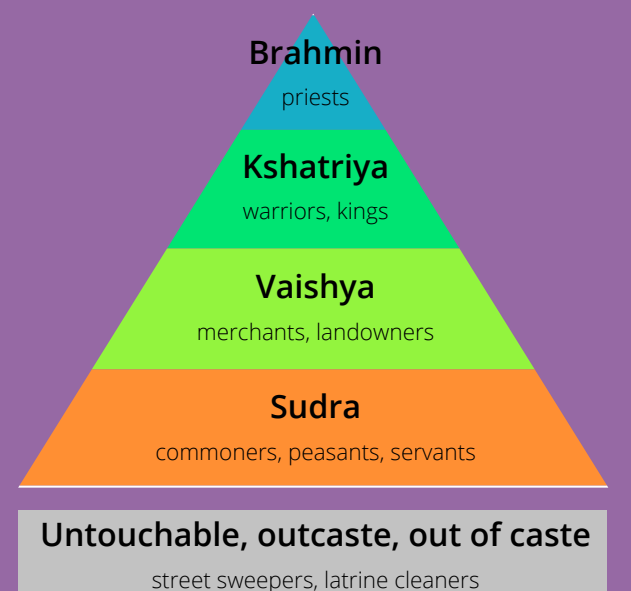 Brahmin
priests
Kshatriya
warriors, kings
Vaishya
merchants, landowners
Sudra
commoners, peasants, servants
Untouchable, outcaste, out of caste
street sweepers, latrine cleaners